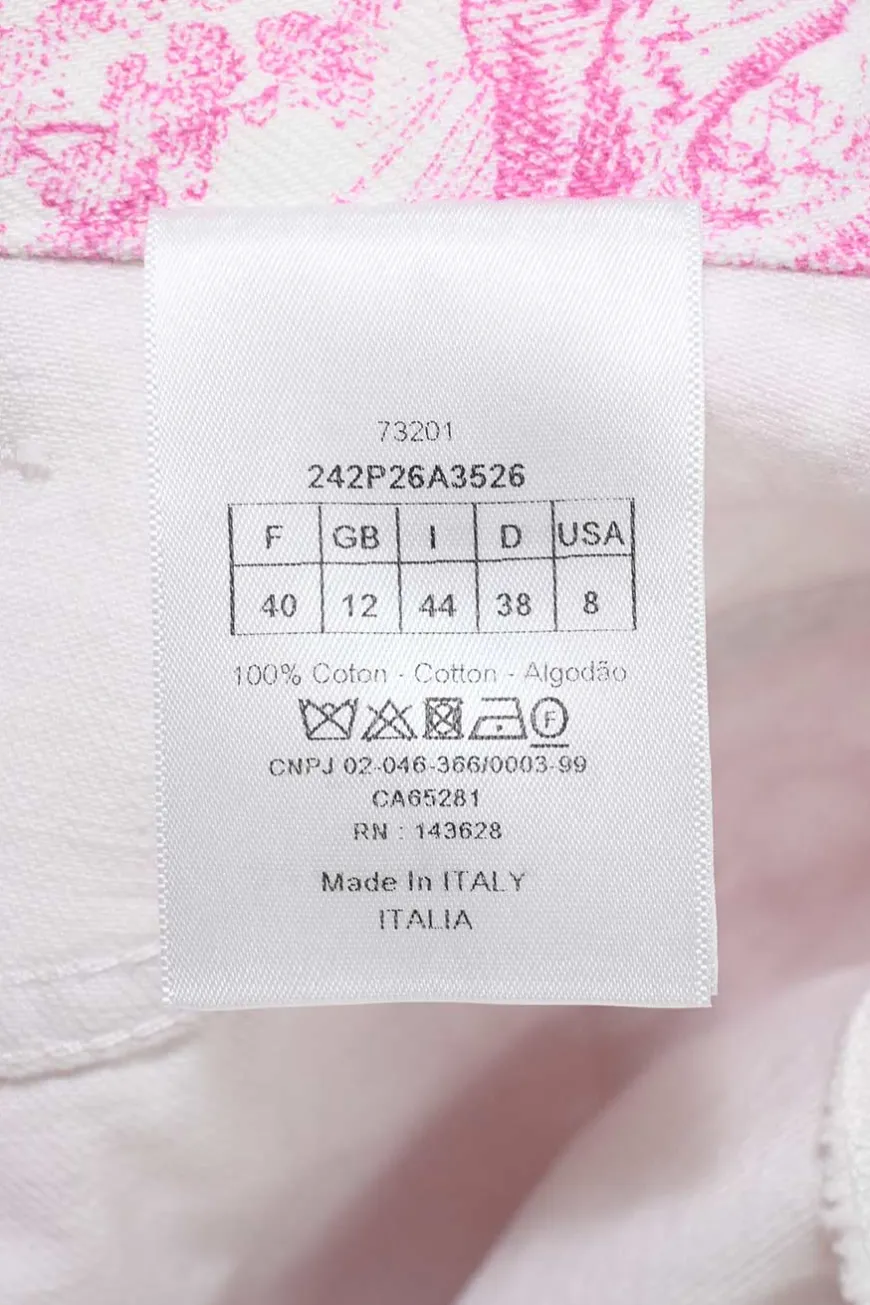 73201
242P26A3526
F GB I D USA
40 12 44 38 8
100% Coton - Cotton - Algodão
F
CNPJ 02-046-366/0003-99
CA65281
RN : 143628
Made In ITALY
ITALIA